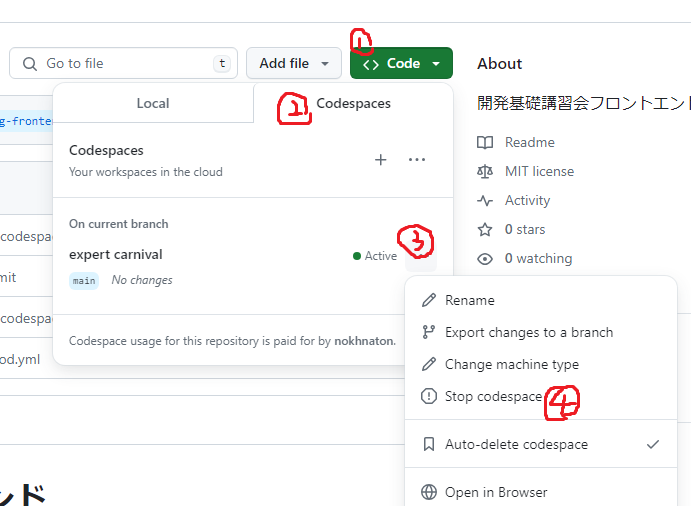 1
Go to file
t
Add file
Code
About
開発基礎講習会フロントエンド
Local
2
Codespaces
g-fronte
Codespaces
Your workspaces in the cloud
Readme
MIT license
Activity
0 stars
0 watching
On current branch
3
codespa
expert carnival
Active
main
No changes
mit
codespa
Codespace usage for this repository is paid for by nokhnaton.
od.yml
Rename
Export changes to a branch
Change machine type
Stop codespace
4
Auto-delete codespace
Open in Browser
ンド